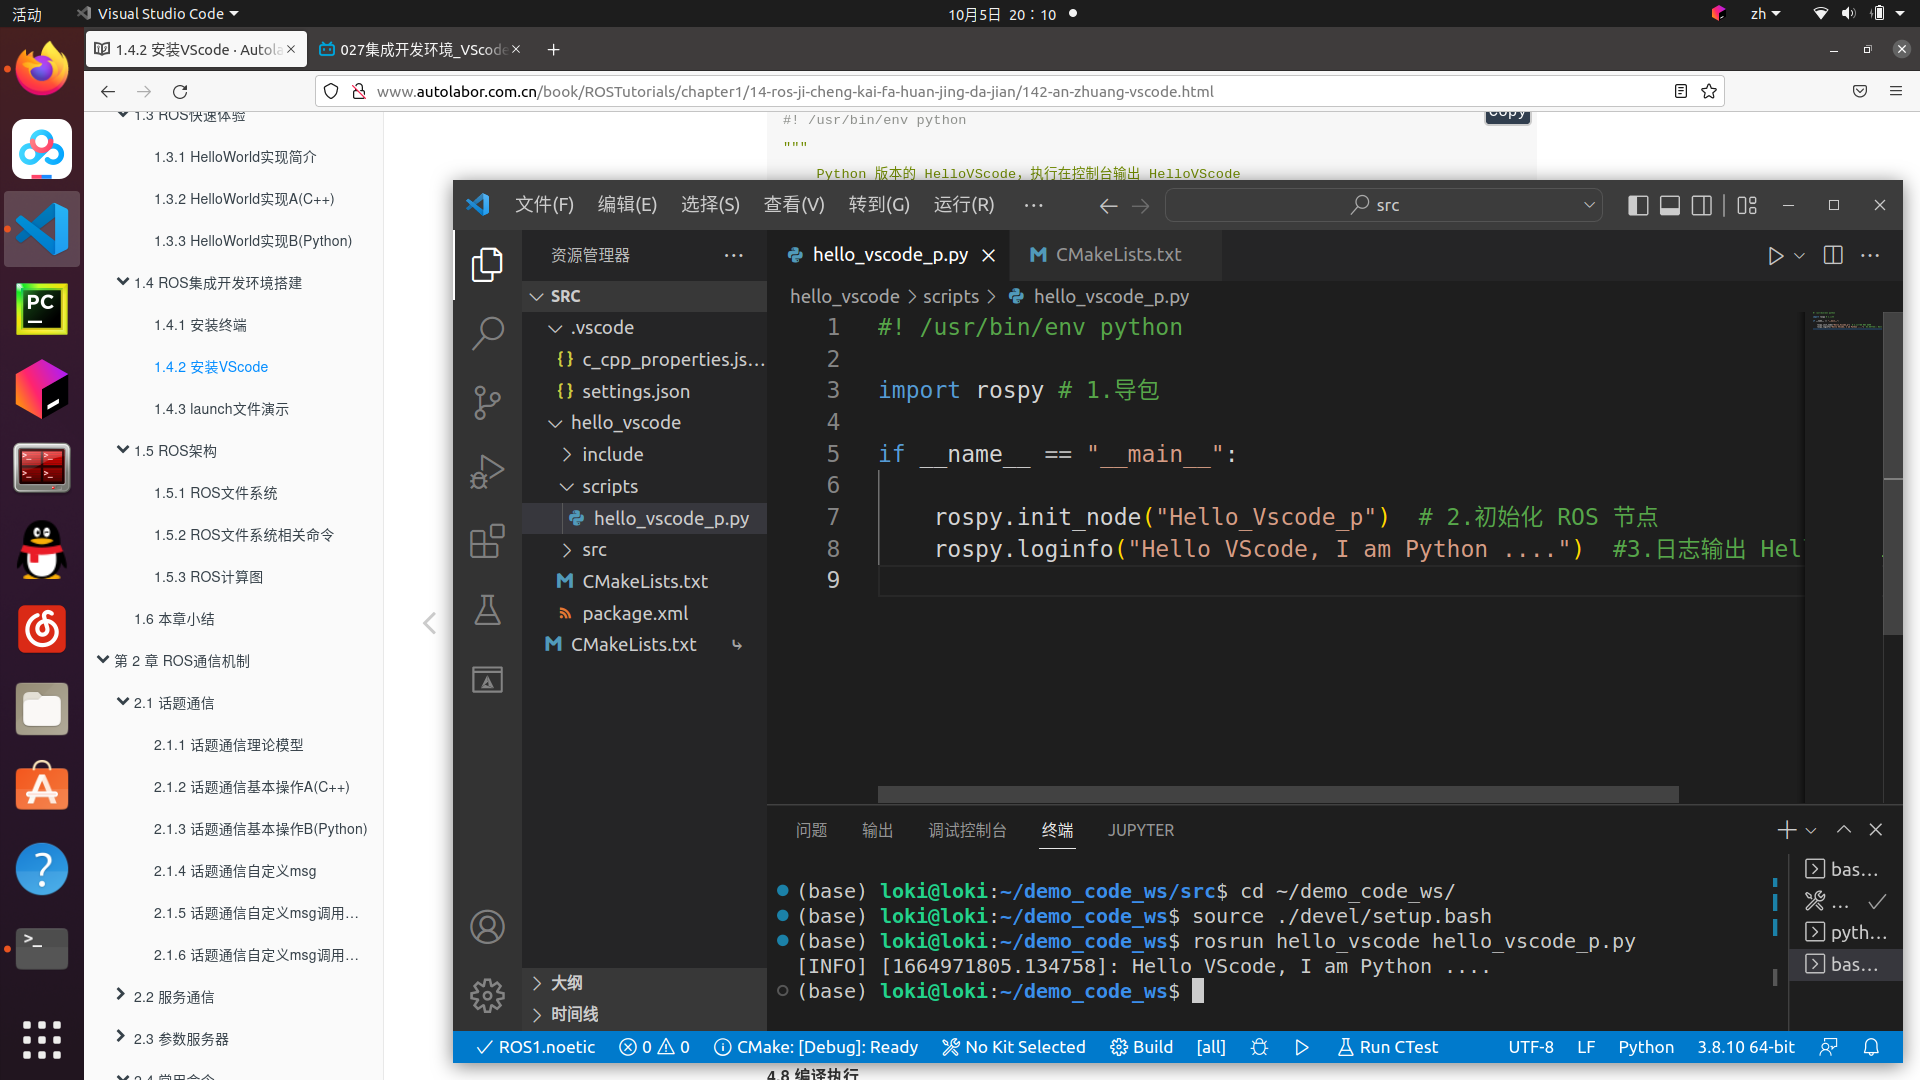 活动
Visual Studio Code
10月5日 20：10
zh
1.4.2 安装VScode · Autola
027集成开发环境_VScode
www.autolabor.com.cn/book/ROSTutorials/chapter1/14-ros-ji-cheng-kai-fa-huan-jing-da-jian/142-an-zhuang-vscode.html
1.3 ROS快速体验
1.3.1 HelloWorld实现简介
1.3.2 HelloWorld实现A(C++)
1.3.3 HelloWorld实现B(Python)
1.4 ROS集成开发环境搭建
1.4.1 安装终端
1.4.2 安装VScode
1.4.3 launch文件演示
1.5 ROS架构
1.5.1 ROS文件系统
1.5.2 ROS文件系统相关命令
1.5.3 ROS计算图
1.6 本章小结
第 2 章 ROS通信机制
2.1 话题通信
2.1.1 话题通信理论模型
2.1.2 话题通信基本操作A(C++)
2.1.3 话题通信基本操作B(Python)
2.1.4 话题通信自定义msg
2.1.5 话题通信自定义msg调用…
2.1.6 话题通信自定义msg调用…
2.2 服务通信
2.3 参数服务器
2.4 常用命令
#! /usr/bin/env python
Copy
"""
Python 版本的 HelloVScode，执行在控制台输出 HelloVScode
文件(F) 编辑(E) 选择(S) 查看(V) 转到(G) 运行(R) ···
src
资源管理器 ···
SRC
.vscode
c_cpp_properties.js...
settings.json
hello_vscode
include
scripts
hello_vscode_p.py
src
CMakeLists.txt
package.xml
CMakeLists.txt
大纲
时间线
hello_vscode_p.py
CMakeLists.txt
hello_vscode > scripts > hello_vscode_p.py
1 #! /usr/bin/env python
2
3 import rospy # 1.导包
4
5 if __name__ == "__main__":
6
7 rospy.init_node("Hello_Vscode_p")  # 2.初始化 ROS 节点
8 rospy.loginfo("Hello VScode, I am Python ....")  #3.日志输出 Hel
9
问题 输出 调试控制台 终端 JUPYTER
(base) loki@loki:~/demo_code_ws/src$ cd ~/demo_code_ws/
(base) loki@loki:~/demo_code_ws$ source ./devel/setup.bash
(base) loki@loki:~/demo_code_ws$ rosrun hello_vscode hello_vscode_p.py
[INFO] [1664971805.134758]: Hello VScode, I am Python ....
(base) loki@loki:~/demo_code_ws$
bas...
...
pyth...
bas...
ROS1.noetic 0 0 CMake: [Debug]: Ready No Kit Selected Build [all] Run CTest UTF-8 LF Python 3.8.10 64-bit
4.8 编译执行